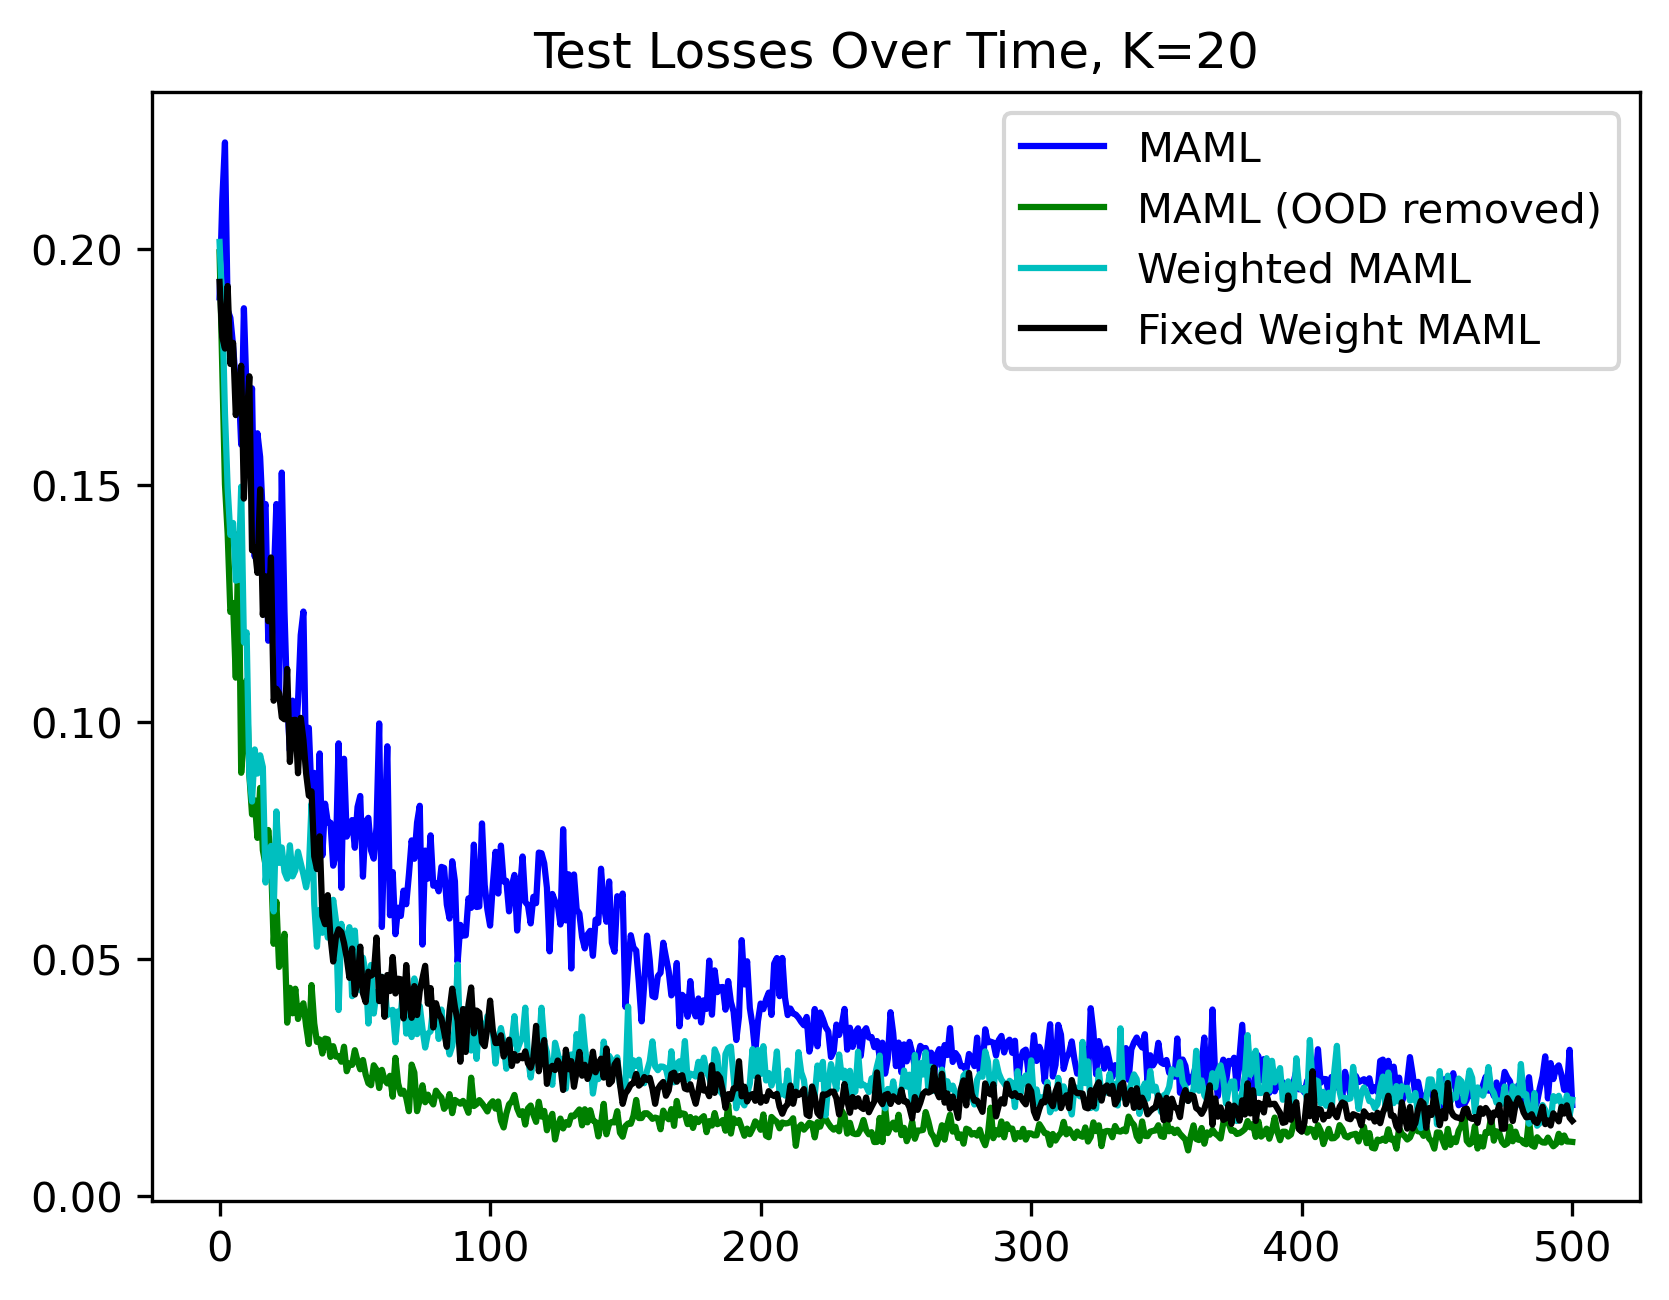 Test Losses Over Time, K=20
MAML
MAML (OOD removed)
Weighted MAML
Fixed Weight MAML
0.20
0.15
0.10
0.05
0.00
0 100 200 300 400 500